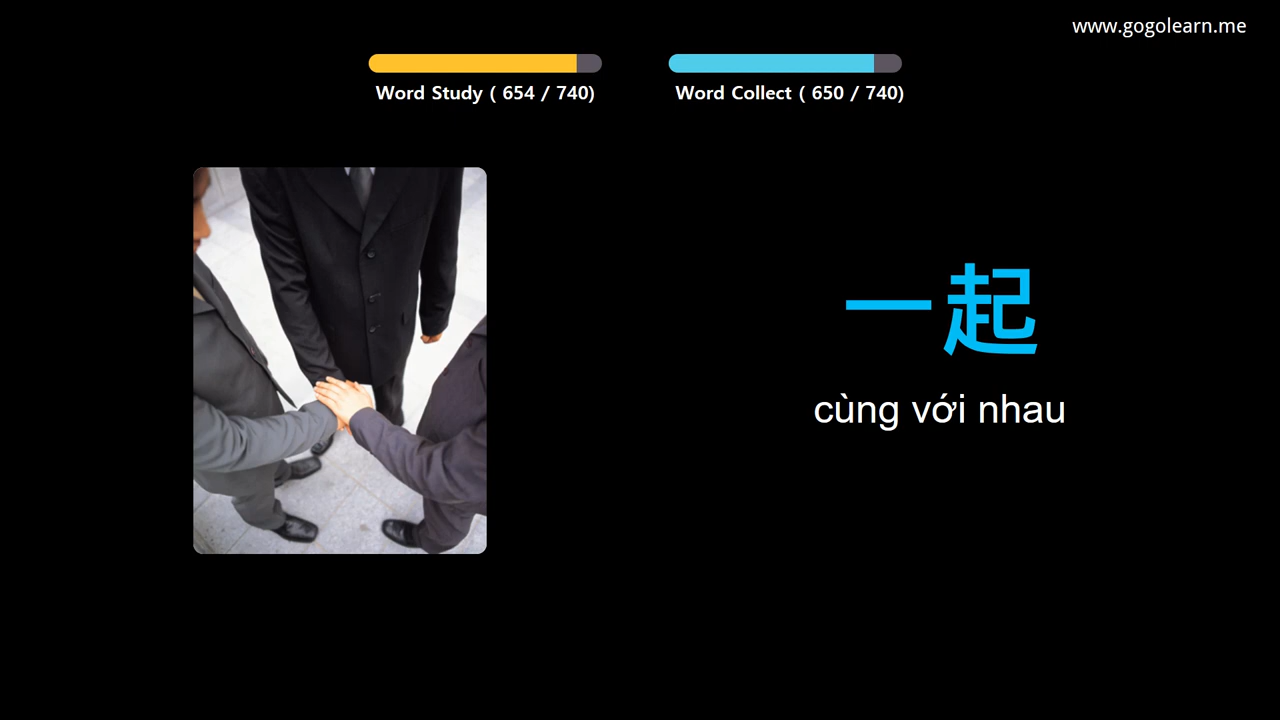 www.gogolearn.me
Word Study ( 654 / 740)
Word Collect ( 650 / 740)
一起
cùng với nhau